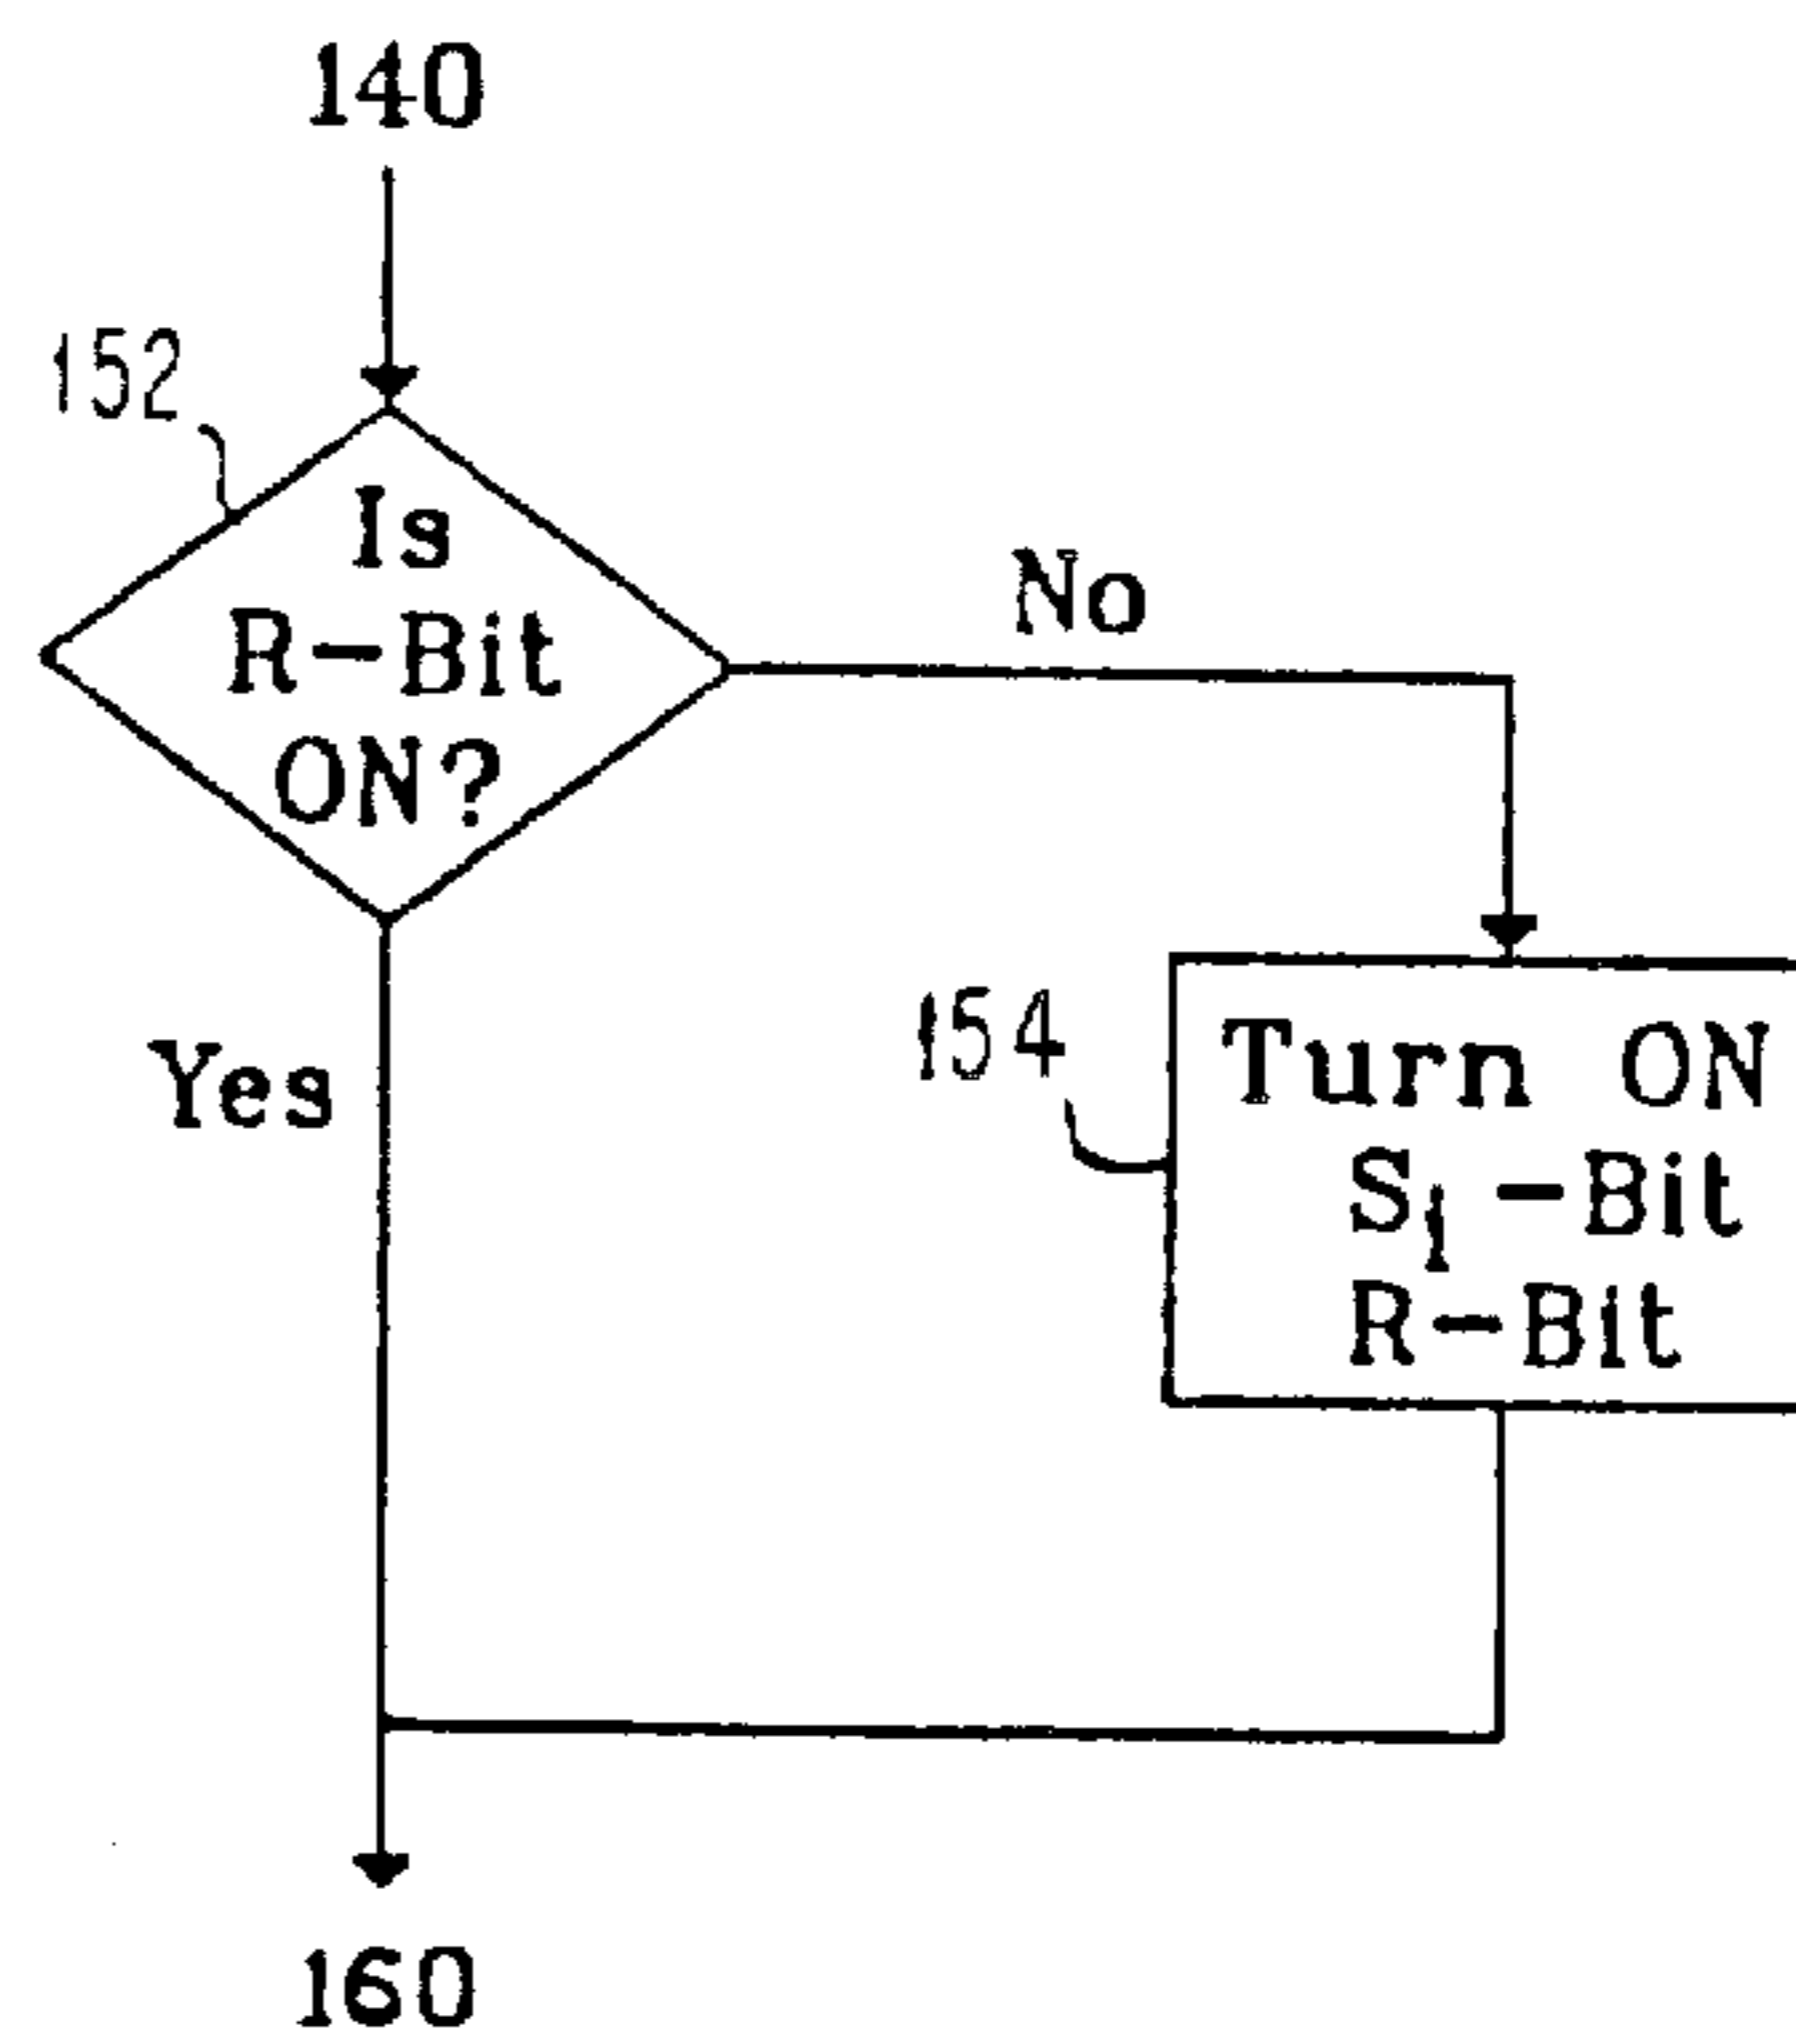 140
152
Is
R-Bit
ON?
No
Yes
154
Turn ON
S₁-Bit
R-Bit
160